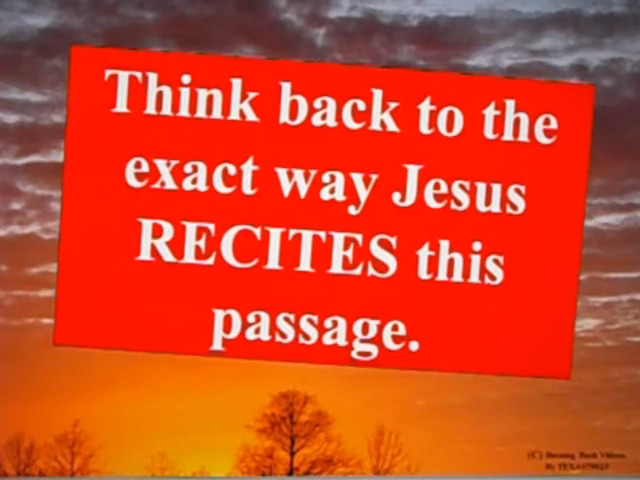 Think back to the
exact way Jesus
RECITES this
passage.